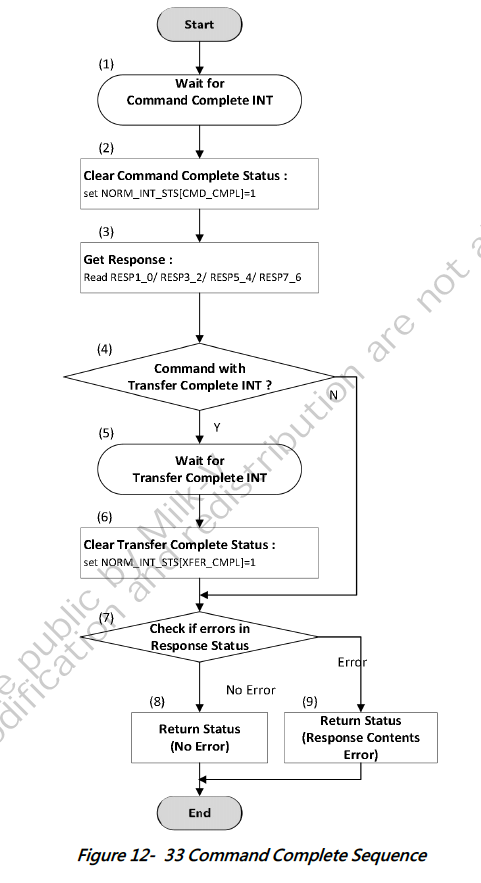 Start
(1)
Wait for
Command Complete INT
(2)
Clear Command Complete Status :
set NORM_INT_STS[CMD_CMPL]=1
(3)
Get Response :
Read RESP1_0/ RESP3_2/ RESP5_4/ RESP7_6
(4)
Command with
Transfer Complete INT ?
N
Y
(5)
Wait for
Transfer Complete INT
(6)
Clear Transfer Complete Status :
set NORM_INT_STS[XFER_CMPL]=1
(7)
Check if errors in
Response Status
Error
No Error
(8)
Return Status
(No Error)
(9)
Return Status
(Response Contents
Error)
End
Figure 12- 33 Command Complete Sequence
e public by Milk-V
odification and redistribution are not a